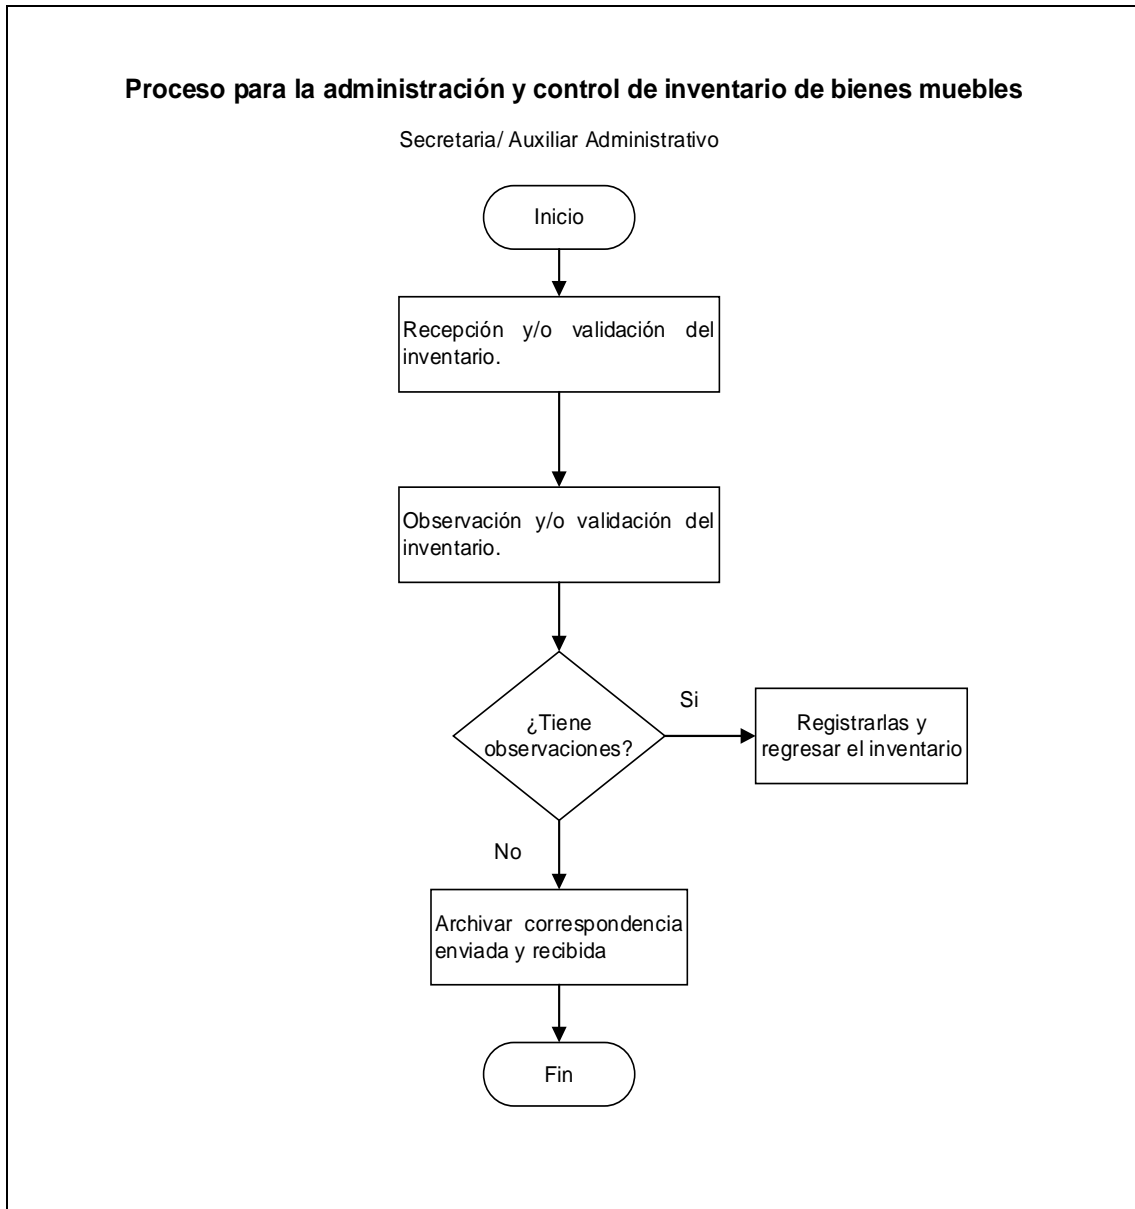 Proceso para la administración y control de inventario de bienes muebles
Secretaria/ Auxiliar Administrativo
Inicio
Recepción y/o validación del
inventario.
Observación y/o validación del
inventario.
¿Tiene
observaciones?
Si
Registrarlas y
regresar el inventario
No
Archivar correspondencia
enviada y recibida
Fin